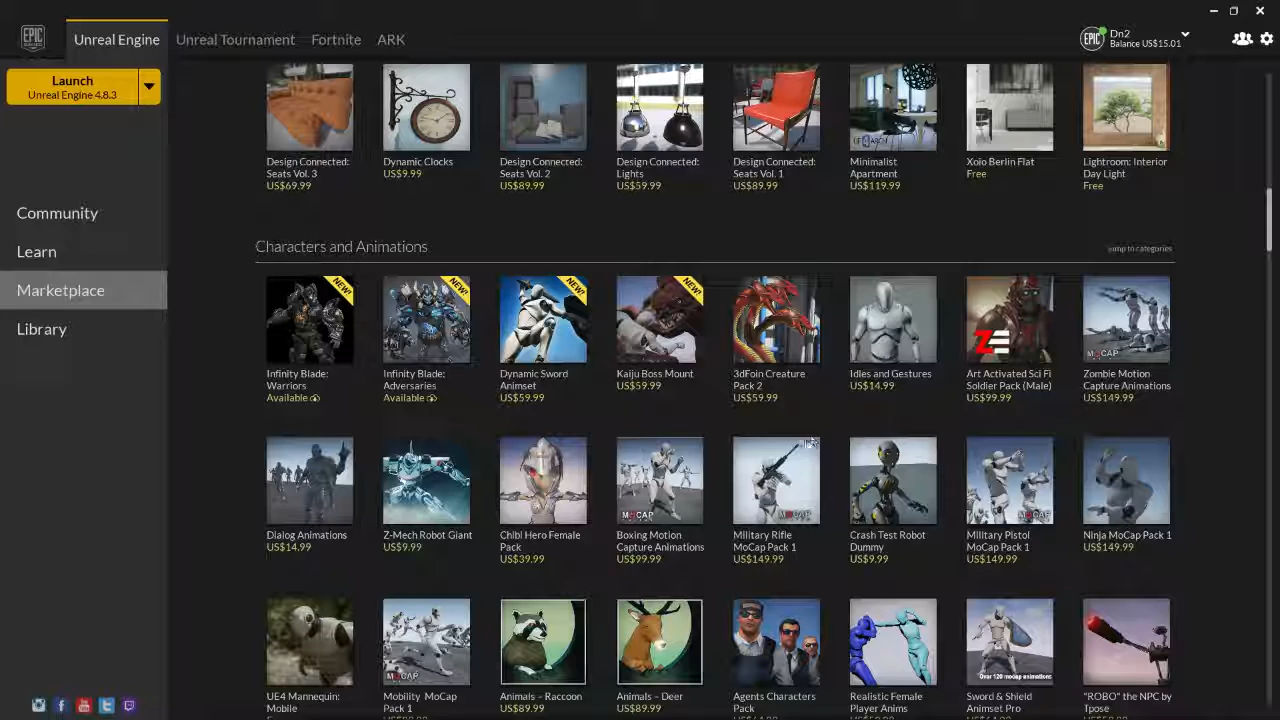 EPIC
GAMES
Unreal Engine
Unreal Tournament
Fortnite
ARK
EPIC
Dn2
Balance US$15.01
Launch
Unreal Engine 4.8.3
Community
Learn
Marketplace
Library
Design Connected:
Seats Vol. 3
US$69.99
Dynamic Clocks
US$9.99
Design Connected:
Seats Vol. 2
US$89.99
Design Connected:
Lights
US$59.99
Design Connected:
Seats Vol. 1
US$89.99
Minimalist
Apartment
US$119.99
Xoio Berlin Flat
Free
Lightroom: Interior
Day Light
Free
Characters and Animations
jump to categories
NEW!
NEW!
NEW!
NEW!
Infinity Blade:
Warriors
Available
Infinity Blade:
Adversaries
Available
Dynamic Sword
Animset
US$59.99
Kaiju Boss Mount
US$59.99
3dFoin Creature
Pack 2
US$59.99
Idles and Gestures
US$14.99
Art Activated Sci Fi
Soldier Pack (Male)
US$99.99
MOCAP
Zombie Motion
Capture Animations
US$149.99
Dialog Animations
US$14.99
Z-Mech Robot Giant
US$9.99
Chibi Hero Female
Pack
US$39.99
MOCAP
Boxing Motion
Capture Animations
US$99.99
MOCAP
Military Rifle
MoCap Pack 1
US$149.99
Crash Test Robot
Dummy
US$9.99
MOCAP
Military Pistol
MoCap Pack 1
US$149.99
Ninja MoCap Pack 1
US$149.99
UE4 Mannequin:
Mobile
MOCAP
Mobility MoCap
Pack 1
Animals - Raccoon
US$89.99
Animals - Deer
US$89.99
Agents Characters
Pack
Realistic Female
Player Anims
Over 120 mocap animations
Sword & Shield
Animset Pro
"ROBO" the NPC by
Tpose